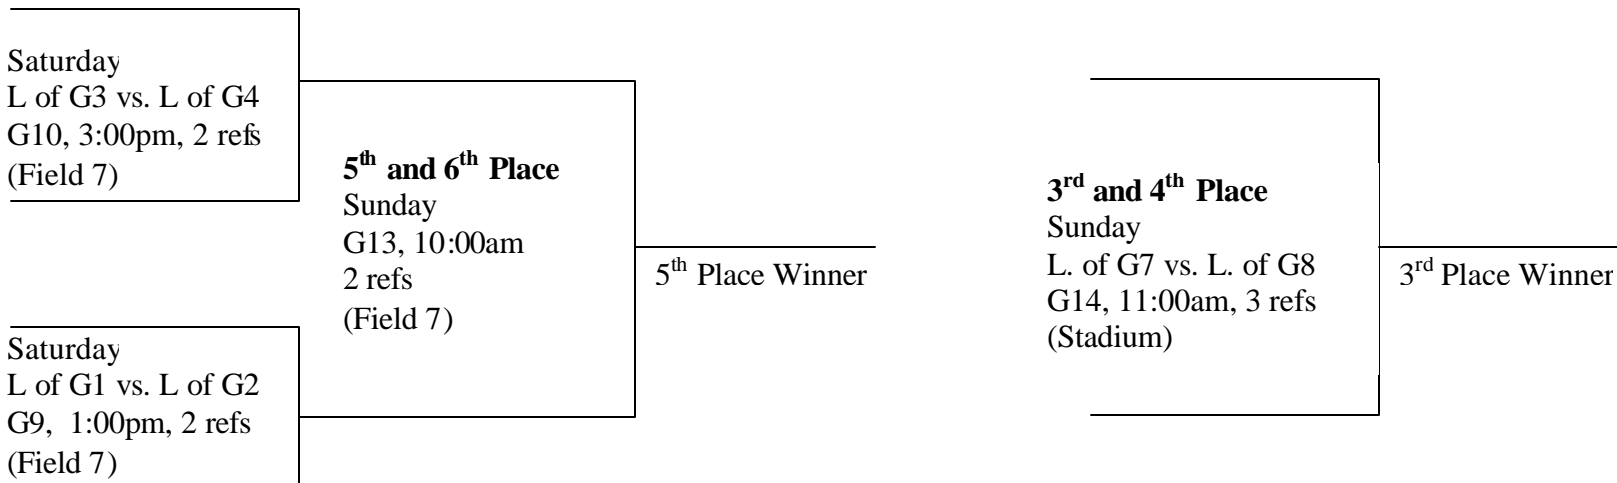 Saturday
L of G3 vs. L of G4
G10, 3:00pm, 2 refs
(Field 7)
Saturday
L of G1 vs. L of G2
G9, 1:00pm, 2 refs
(Field 7)
5th and 6th Place
Sunday
G13, 10:00am
2 refs
(Field 7)
5th Place Winner
3rd and 4th Place
Sunday
L. of G7 vs. L. of G8
G14, 11:00am, 3 refs
(Stadium)
3rd Place Winner